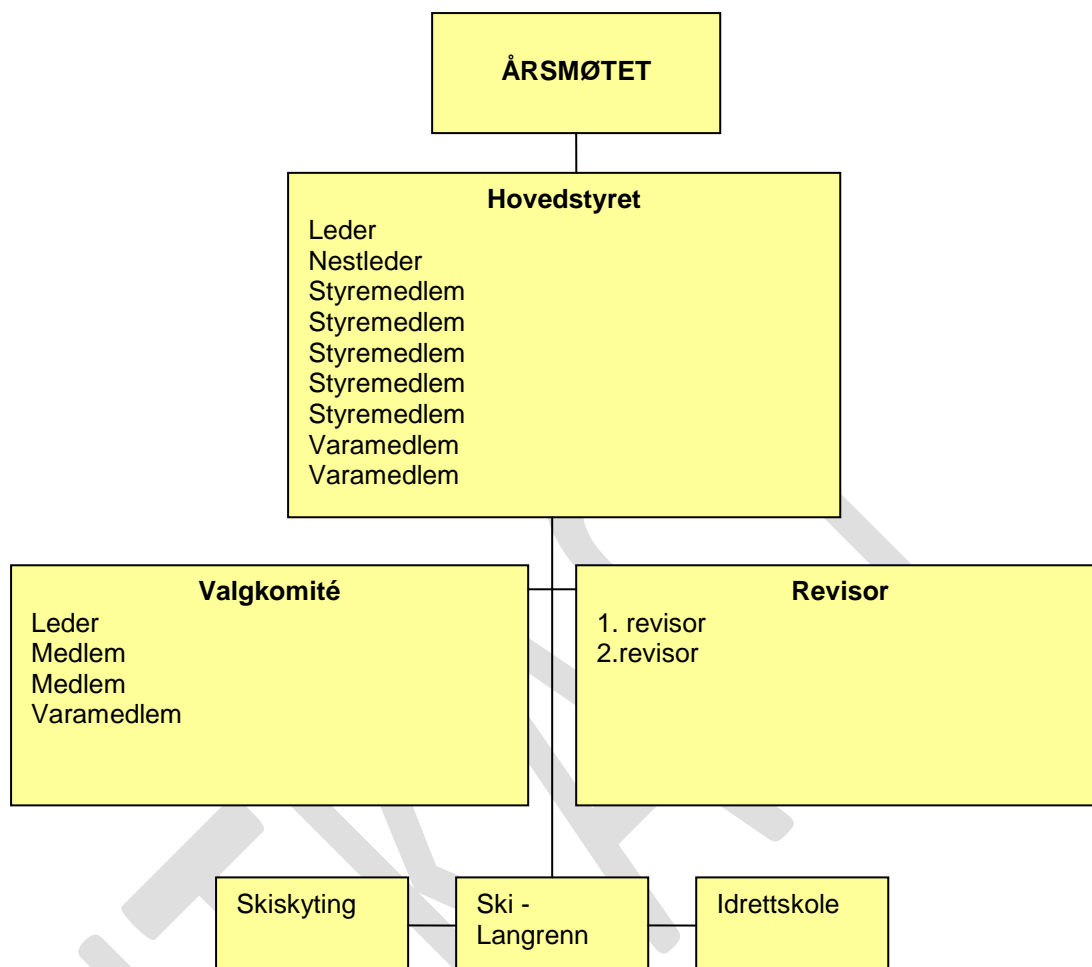 ÅRSMØTET
Hovedstyret
Leder
Nestleder
Styremedlem
Styremedlem
Styremedlem
Styremedlem
Styremedlem
Varamedlem
Varamedlem
Valgkomité
Leder
Medlem
Medlem
Varamedlem
Revisor
1. revisor
2.revisor
Skiskyting
Ski -
Langrenn
Idrettskole